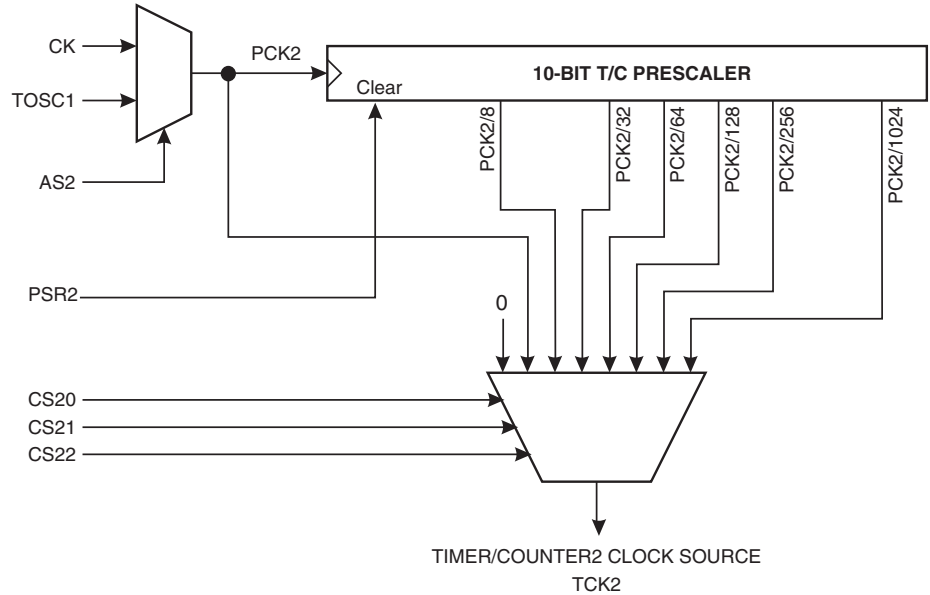 CK
PCK2
10-BIT T/C PRESCALER
Clear
TOSC1
PCK2/8
PCK2/32
PCK2/64
PCK2/128
PCK2/256
PCK2/1024
AS2
PSR2
0
CS20
CS21
CS22
TIMER/COUNTER2 CLOCK SOURCE
TCK2